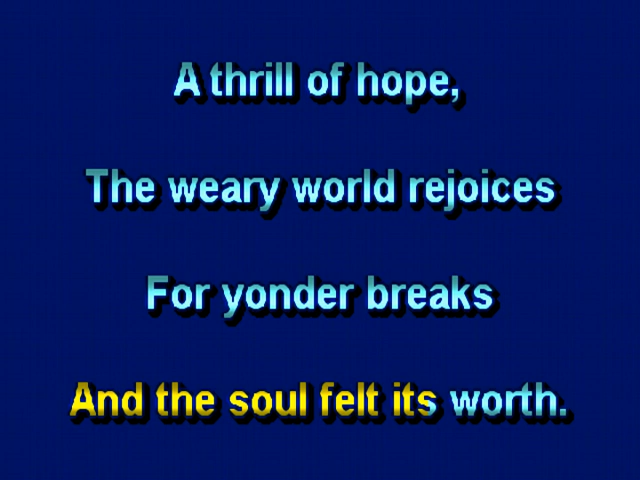 A thrill of hope,
The weary world rejoices
For yonder breaks
And the soul felt its worth.